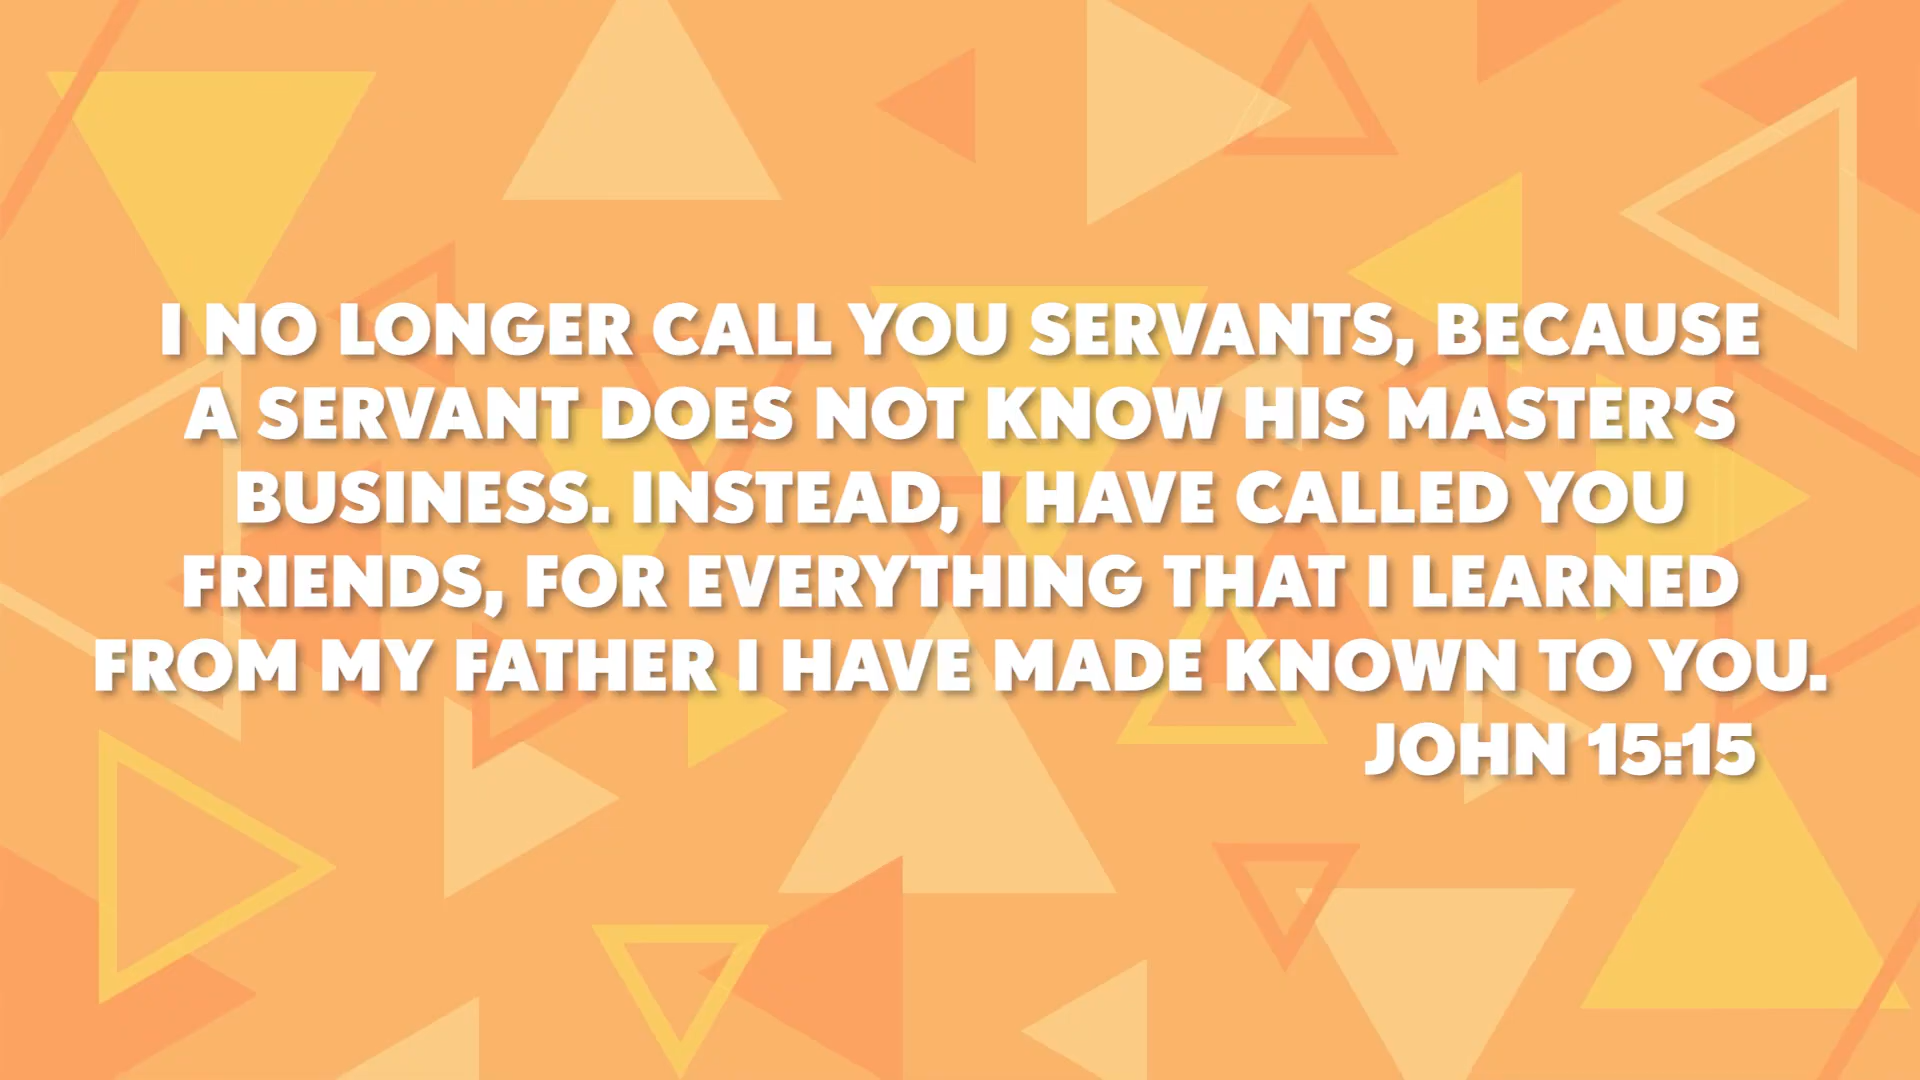 I NO LONGER CALL YOU SERVANTS, BECAUSE
A SERVANT DOES NOT KNOW HIS MASTER’S
BUSINESS. INSTEAD, I HAVE CALLED YOU
FRIENDS, FOR EVERYTHING THAT I LEARNED
FROM MY FATHER I HAVE MADE KNOWN TO YOU.
JOHN 15:15